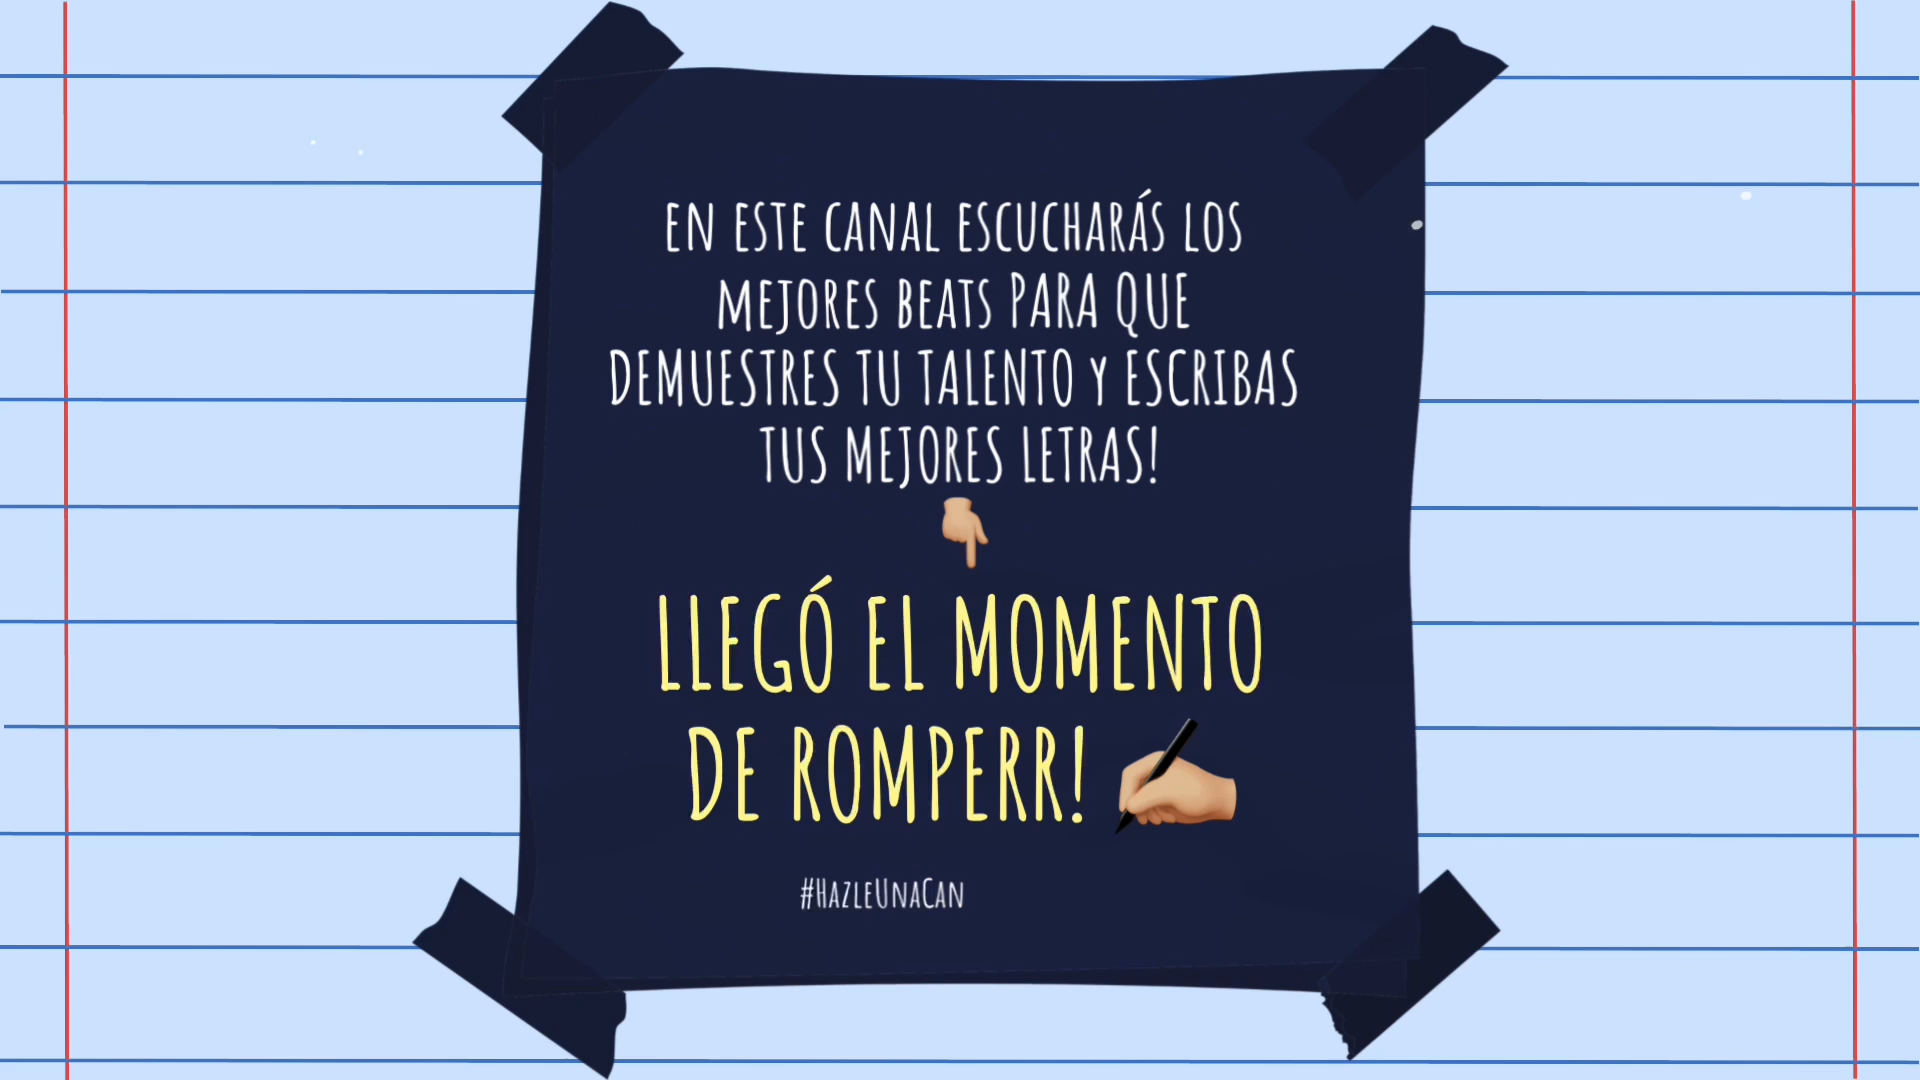 EN ESTE CANAL ESCUCHARÁS LOS
MEJORES BEATS PARA QUE
DEMUESTRES TU TALENTO Y ESCRIBAS
TUS MEJORES LETRAS!
LLEGÓ EL MOMENTO
DE ROMPERR!
#HazleUnaCan